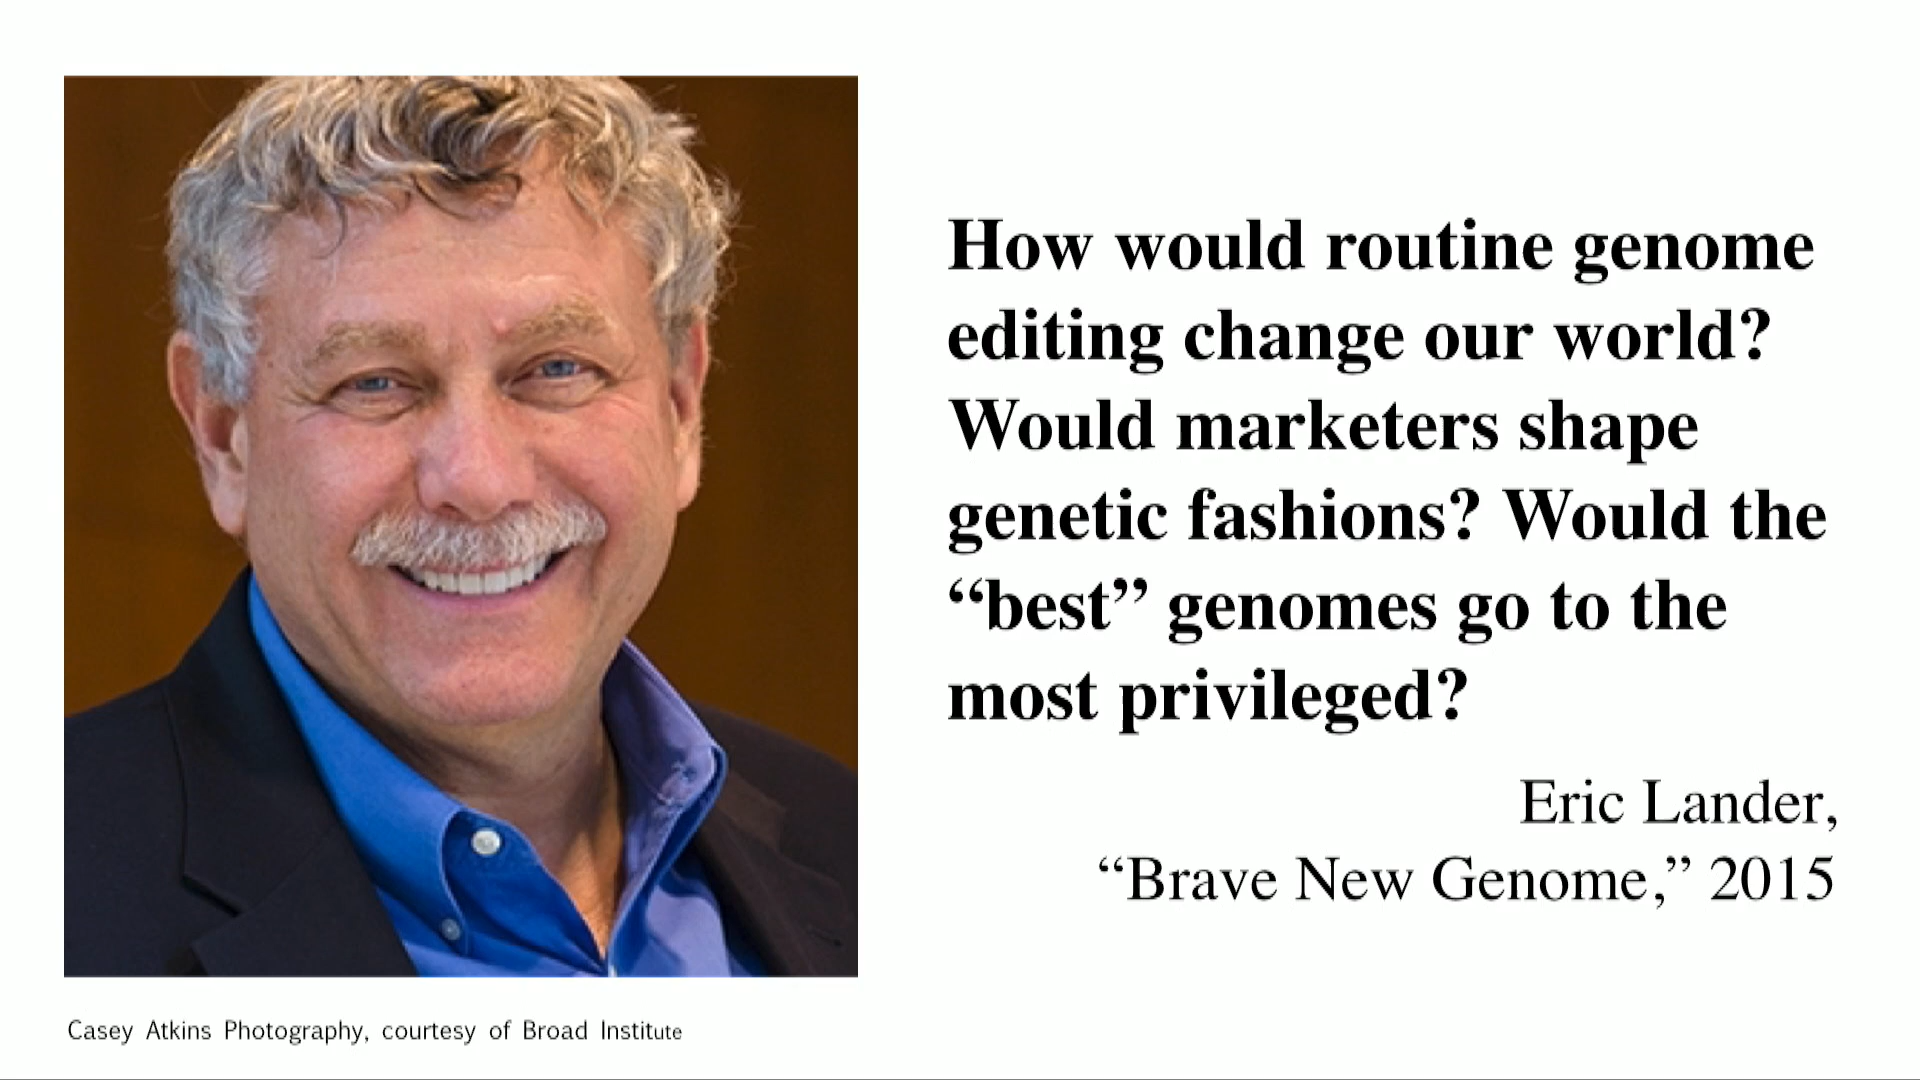 How would routine genome
editing change our world?
Would marketers shape
genetic fashions? Would the
“best” genomes go to the
most privileged?
Eric Lander,
“Brave New Genome,” 2015
Casey Atkins Photography, courtesy of Broad Institute